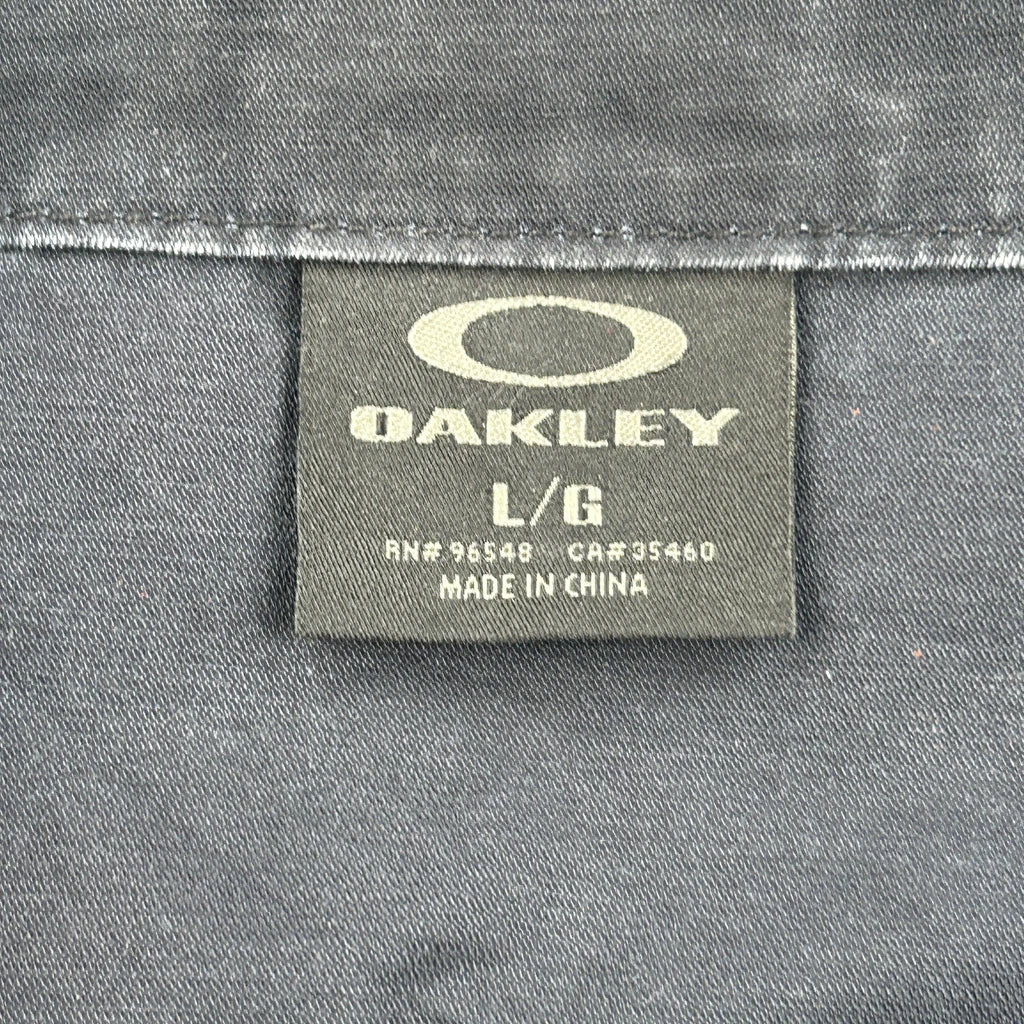 OAKLEY
L/G
RN# 96548 CA# 35460
MADE IN CHINA